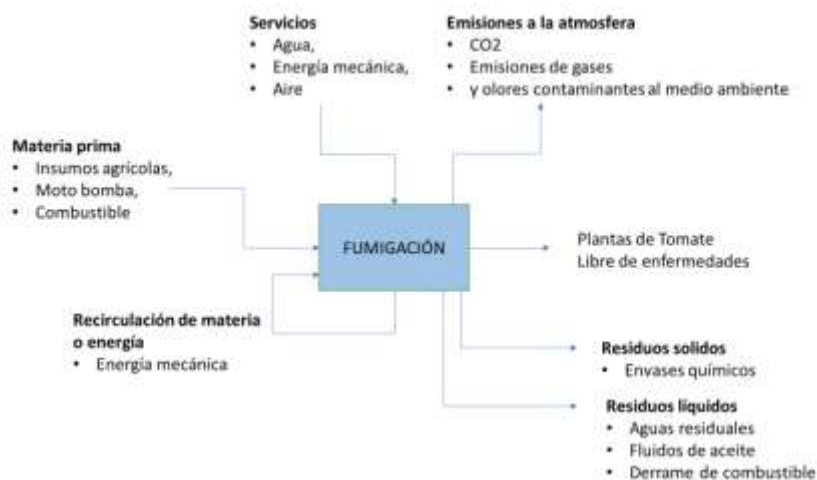 Servicios
• Agua,
• Energía mecánica,
• Aire
Emisiones a la atmosfera
• CO2
• Emisiones de gases
• y olores contaminantes al medio ambiente
Materia prima
• Insumos agrícolas,
• Moto bomba,
• Combustible
FUMIGACIÓN
Plantas de Tomate
Libre de enfermedades
Recirculación de materia
o energía
• Energía mecánica
Residuos solidos
• Envases químicos
Residuos líquidos
• Aguas residuales
• Fluidos de aceite
• Derrame de combustible